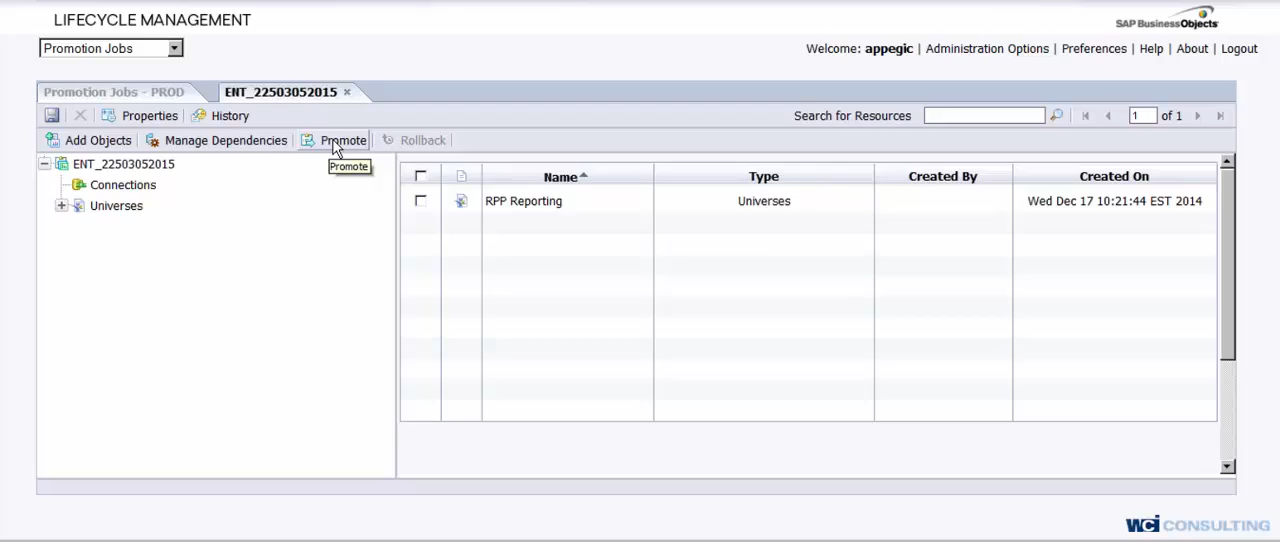 LIFECYCLE MANAGEMENT
SAP BusinessObjects
Promotion Jobs
Welcome: appegic | Administration Options | Preferences | Help | About | Logout
Promotion Jobs - PROD
ENT_22503052015 ×
Properties
History
Search for Resources
1 of 1
Add Objects
Manage Dependencies
Promote
Rollback
Promote
ENT_22503052015
Connections
Universes
Name Type Created By Created On
RPP Reporting Universes Wed Dec 17 10:21:44 EST 2014
WCI CONSULTING